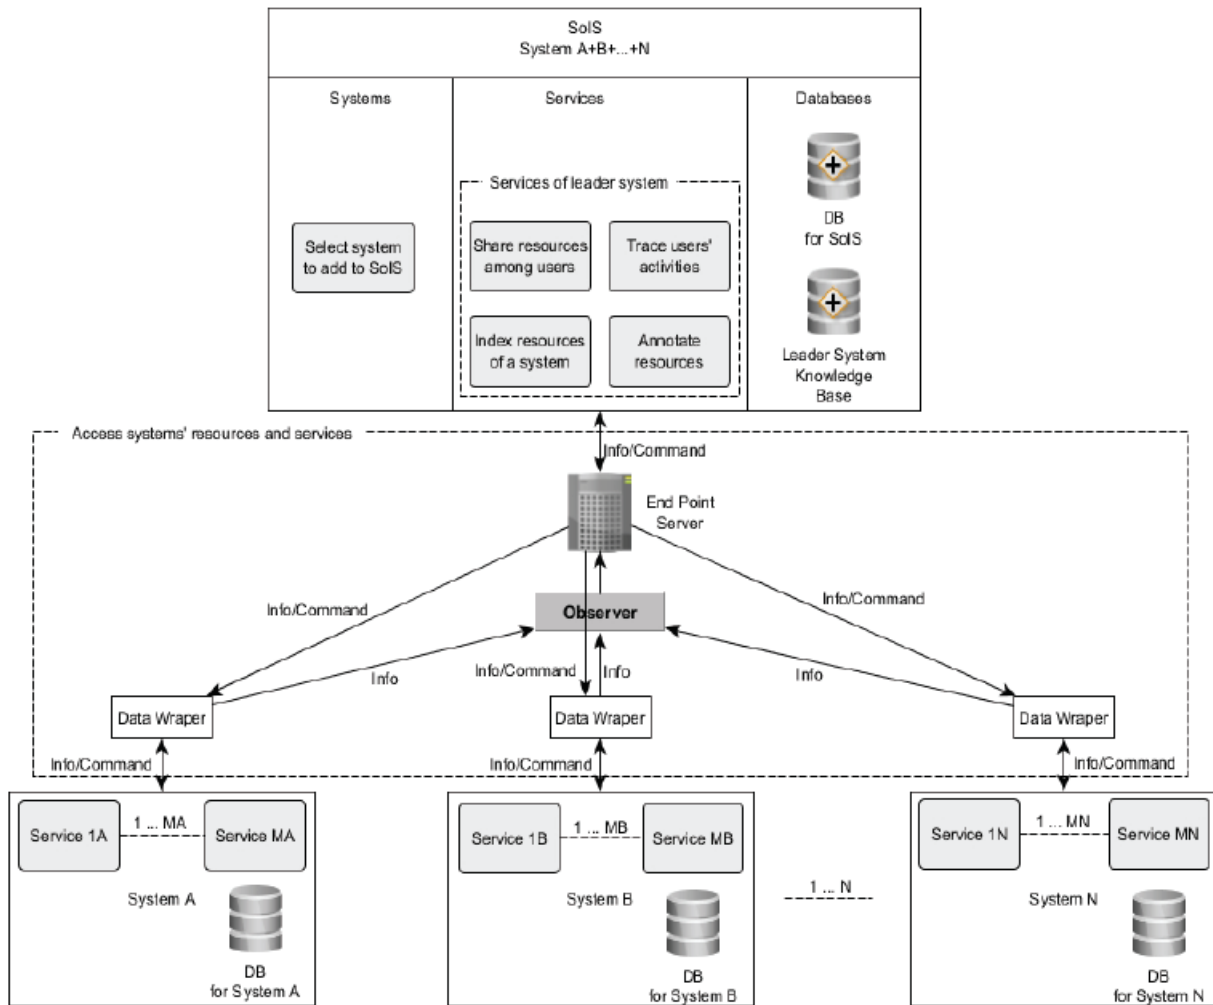 SoIS
System A+B+...+N
Systems
Services
Databases
Select system
to add to SoIS
Services of leader system
Share resources
among users
Trace users'
activities
Index resources
of a system
Annotate
resources
DB
for SoIS
Leader System
Knowledge
Base
Access systems' resources and services
Info/Command
End Point
Server
Info/Command
Info/Command
Observer
Info/Command
Info
Info
Info
Data Wraper
Data Wraper
Data Wraper
Info/Command
Info/Command
Info/Command
Service 1A
1 ... MA
Service MA
System A
DB
for System A
Service 1B
1 ... MB
Service MB
System B
DB
for System B
1 ... N
Service 1N
1 ... MN
Service MN
System N
DB
for System N